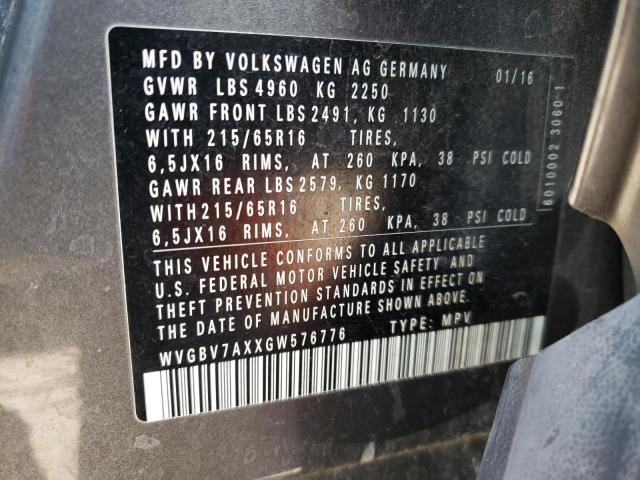 MFD BY VOLKSWAGEN AG GERMANY 01/16
GVWR LBS 4960 KG 2250
GAWR FRONT LBS 2491, KG 1130
WITH 215/65R16 TIRES,
6,5JX16 RIMS, AT 260 KPA, 38 PSI COLD
GAWR REAR LBS 2579, KG 1170
WITH 215/65R16 TIRES,
6,5JX16 RIMS, AT 260 KPA, 38 PSI COLD
THIS VEHICLE CONFORMS TO ALL APPLICABLE
U.S. FEDERAL MOTOR VEHICLE SAFETY AND
THEFT PREVENTION STANDARDS IN EFFECT ON
THE DATE OF MANUFACTURE SHOWN ABOVE.
WVGBV7AXXGW576776 TYPE: MPV
6010002 3060 1